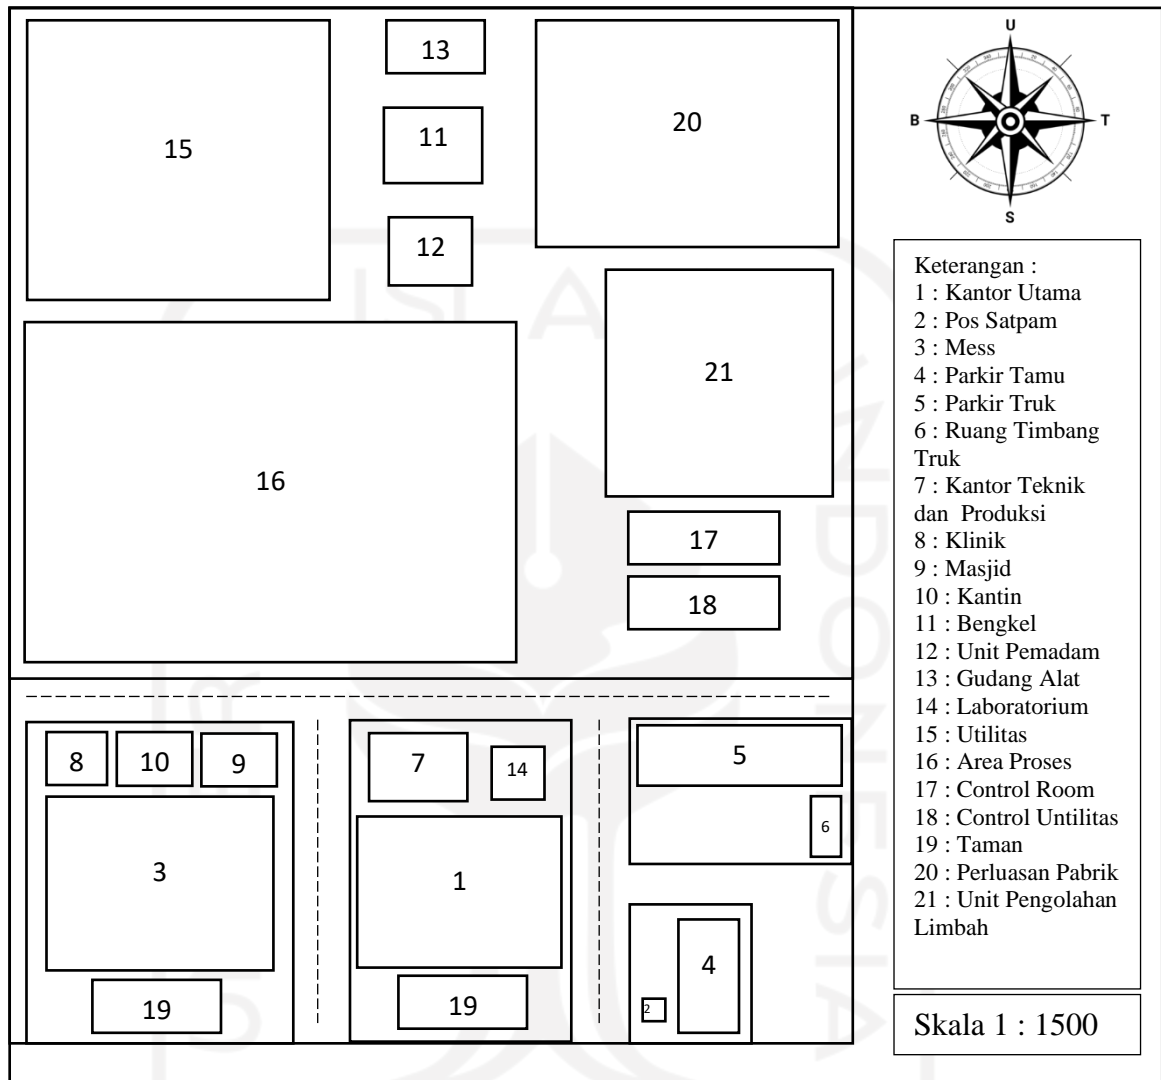 13
20
11
15
12
21
16
17
18
8
10
9
7
14
5
6
3
1
4
2
19
19
U
B
T
S
Keterangan :
1 : Kantor Utama
2 : Pos Satpam
3 : Mess
4 : Parkir Tamu
5 : Parkir Truk
6 : Ruang Timbang
Truk
7 : Kantor Teknik
dan Produksi
8 : Klinik
9 : Masjid
10 : Kantin
11 : Bengkel
12 : Unit Pemadam
13 : Gudang Alat
14 : Laboratorium
15 : Utilitas
16 : Area Proses
17 : Control Room
18 : Control Untilitas
19 : Taman
20 : Perluasan Pabrik
21 : Unit Pengolahan
Limbah
Skala 1 : 1500